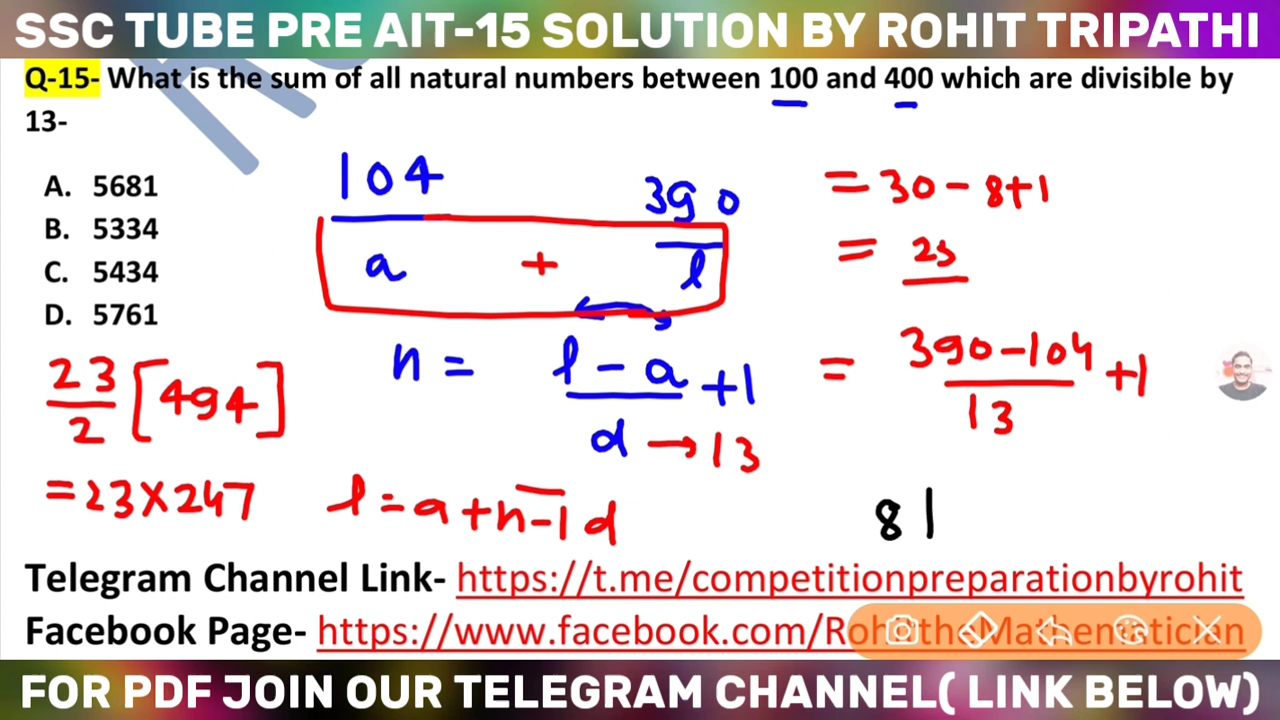 SSC TUBE PRE AIT-15 SOLUTION BY ROHIT TRIPATHI
Q-15- What is the sum of all natural numbers between 100 and 400 which are divisible by
13-
A. 5681
B. 5334
C. 5434
D. 5761
104 390
a + l
= 30 - 8 + 1
= 23
n = l - a / d + 1 = 390 - 104 / 13 + 1
d → 13
23/2 [494]
= 23 × 247
l = a + n - 1 d
8 |
Telegram Channel Link- https://t.me/competitionpreparationbyrohit
Facebook Page- https://www.facebook.com/RohittheMathematician
FOR PDF JOIN OUR TELEGRAM CHANNEL( LINK BELOW)